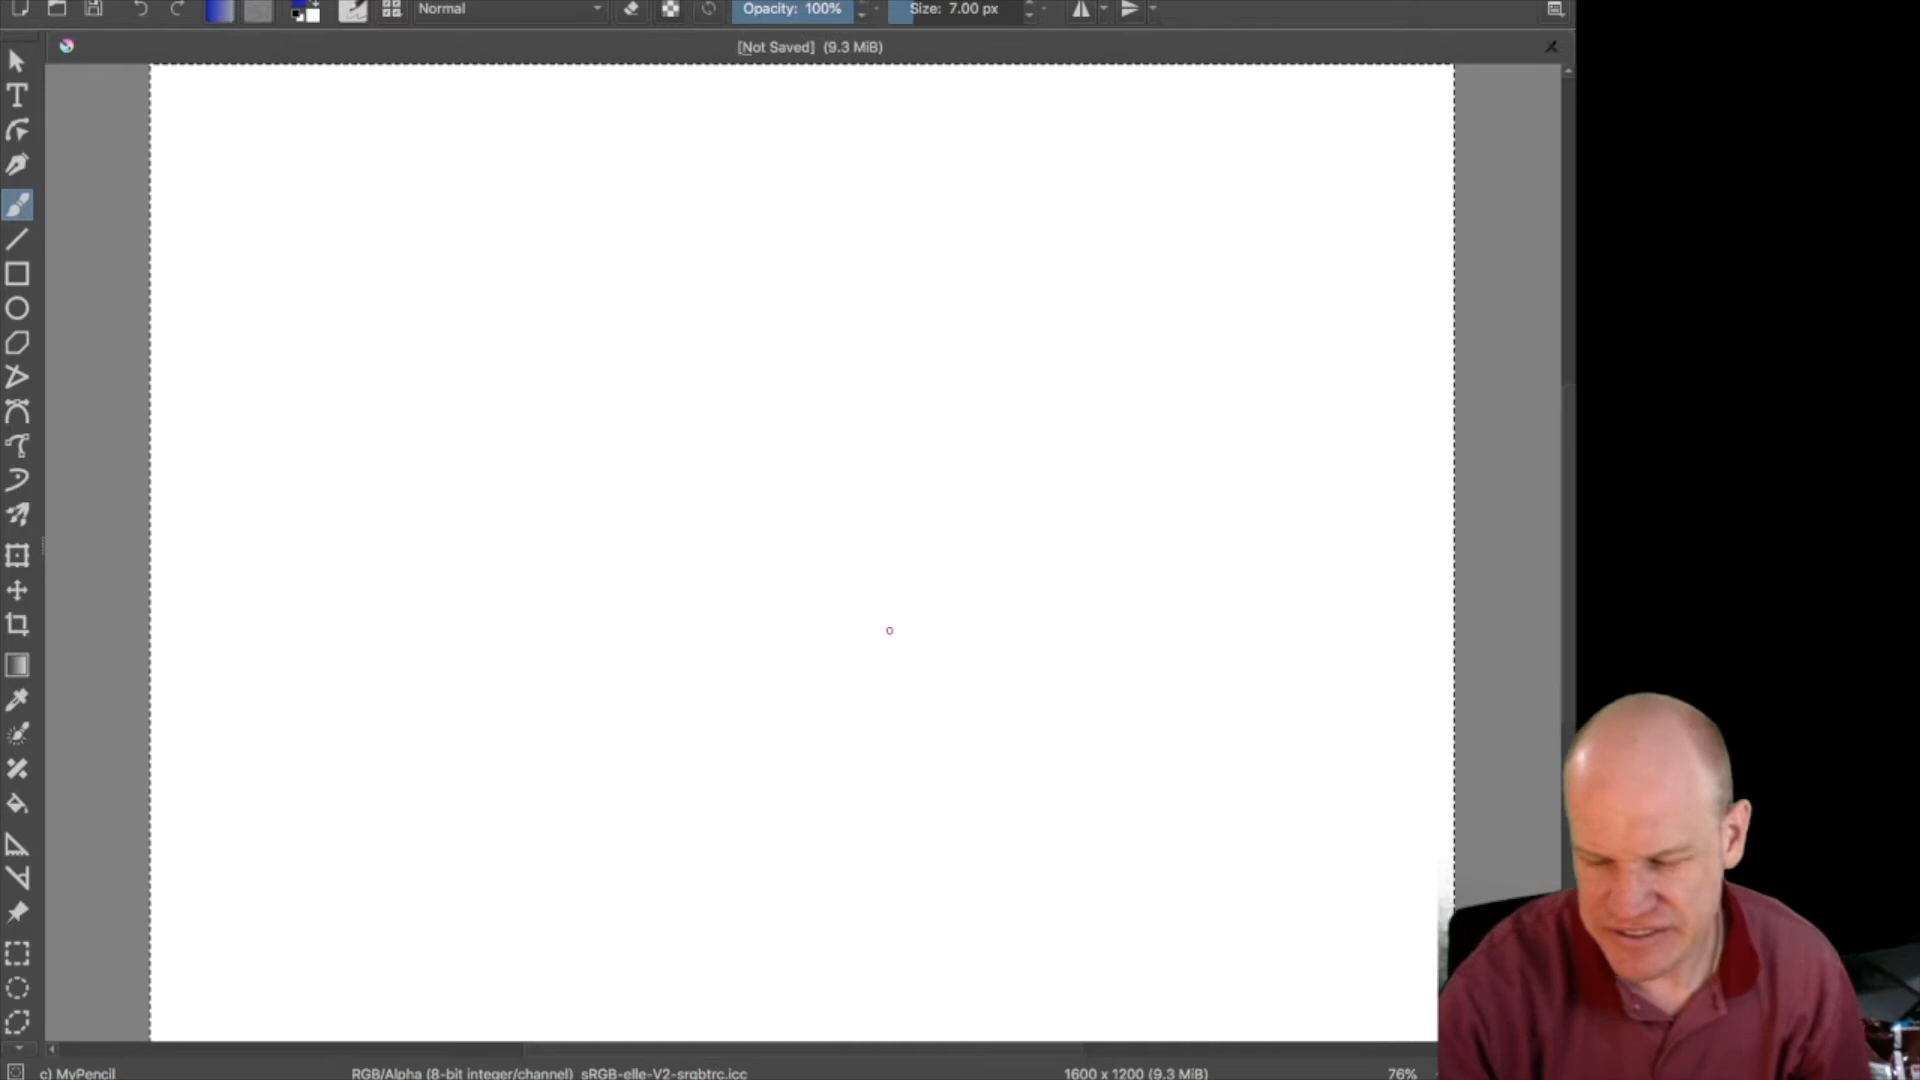 Normal
Opacity: 100%
Size: 7.00 px
[Not Saved] (9.3 MiB)
c) MyPencil
RGB/Alpha (8-bit integer/channel) sRGB-elle-V2-srgbtrc.icc
1600 x 1200 (9.3 MiB)
76%